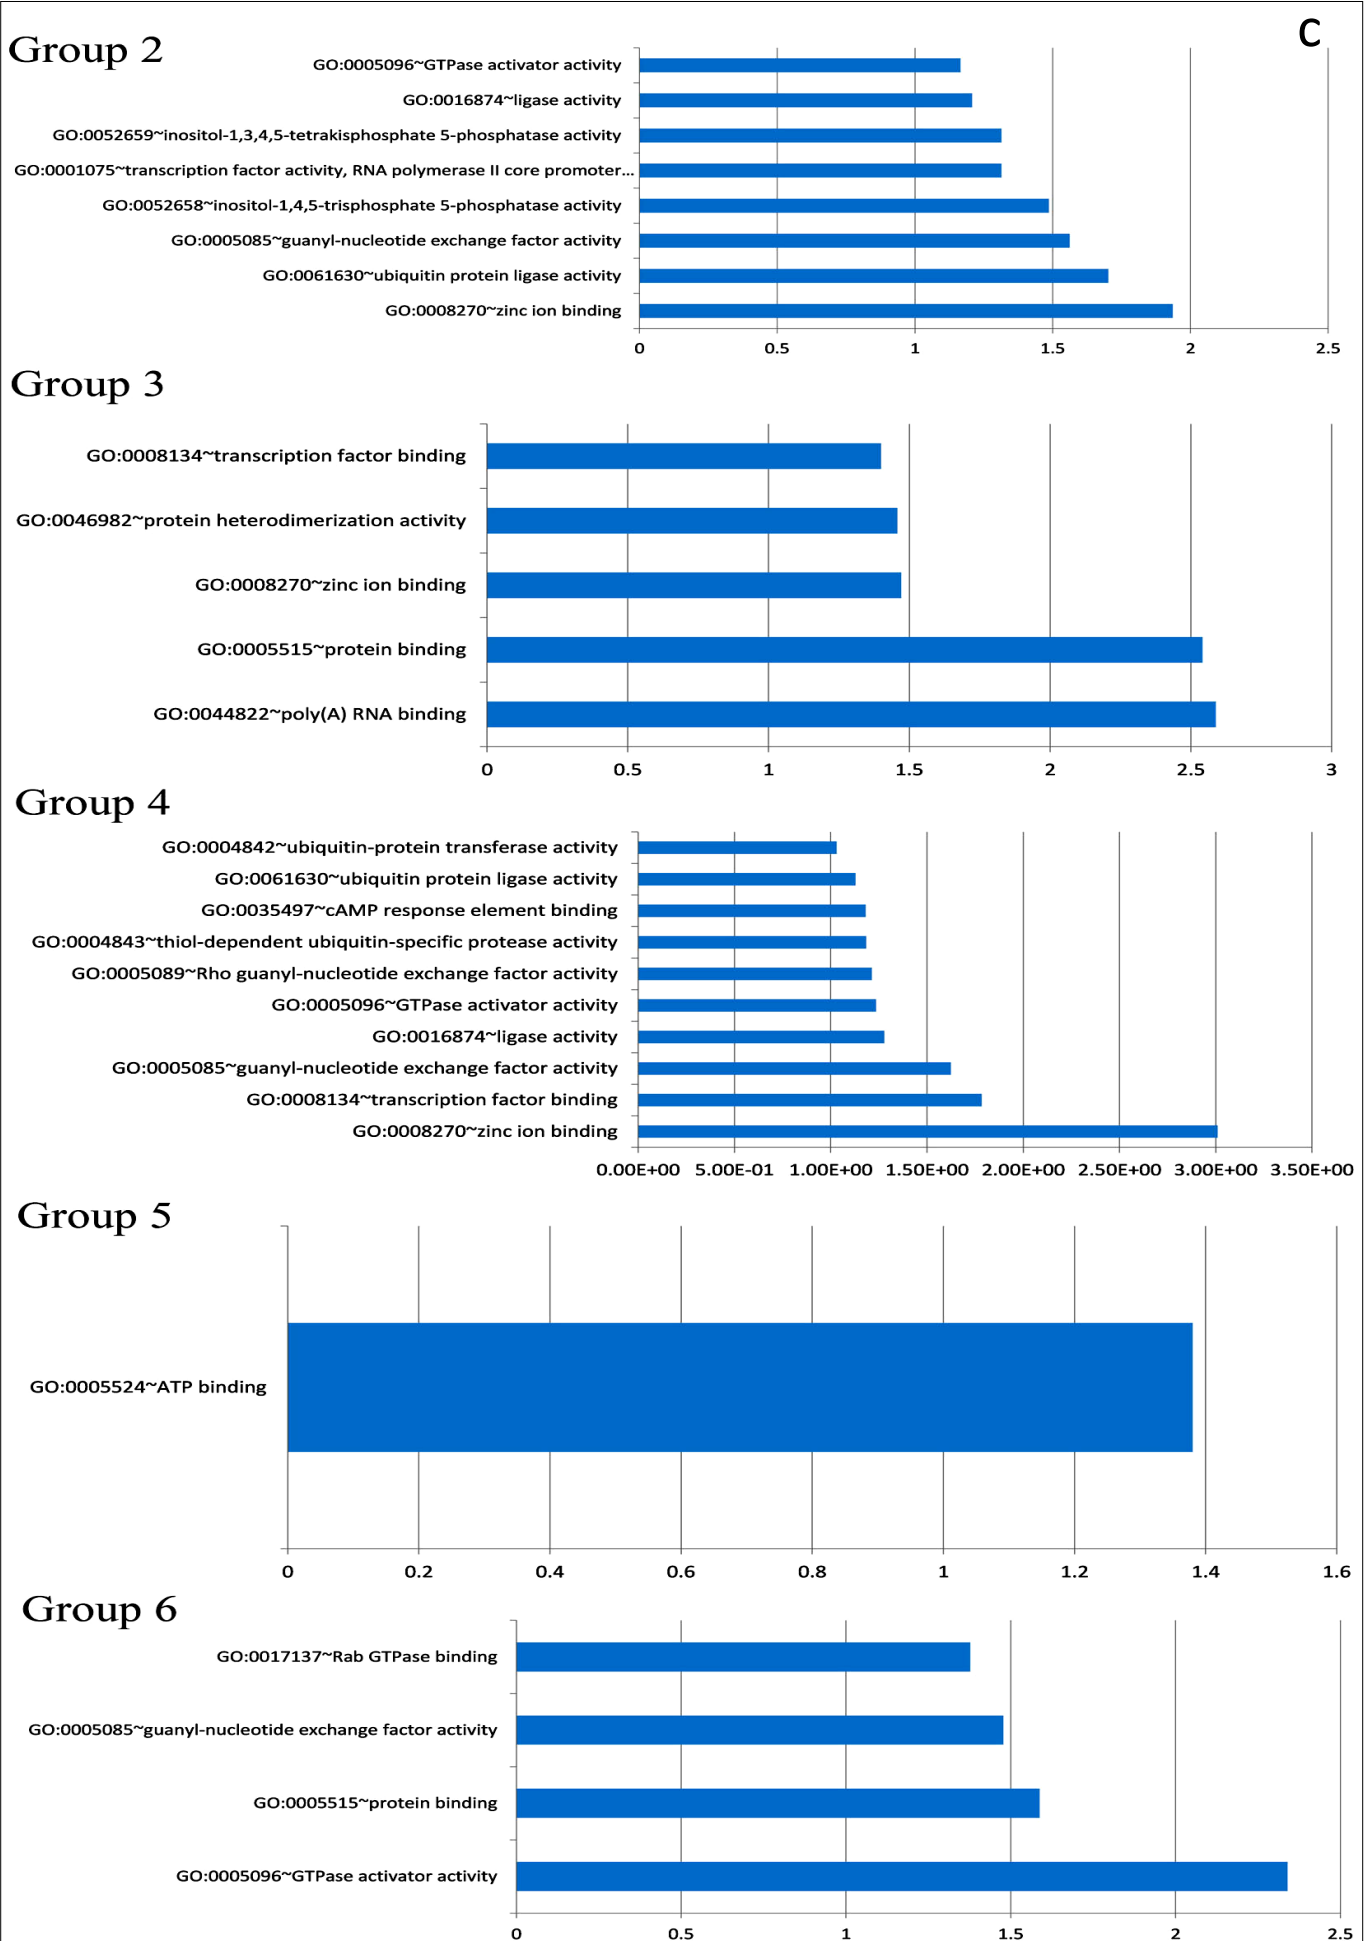 C
Group 2
GO:0005096~GTPase activator activity
GO:0016874~ligase activity
GO:0052659~inositol-1,3,4,5-tetrakisphosphate 5-phosphatase activity
GO:0001075~transcription factor activity, RNA polymerase II core promoter...
GO:0052658~inositol-1,4,5-trisphosphate 5-phosphatase activity
GO:0005085~guanyl-nucleotide exchange factor activity
GO:0061630~ubiquitin protein ligase activity
GO:0008270~zinc ion binding
0 0.5 1 1.5 2 2.5
Group 3
GO:0008134~transcription factor binding
GO:0046982~protein heterodimerization activity
GO:0008270~zinc ion binding
GO:0005515~protein binding
GO:0044822~poly(A) RNA binding
0 0.5 1 1.5 2 2.5 3
Group 4
GO:0004842~ubiquitin-protein transferase activity
GO:0061630~ubiquitin protein ligase activity
GO:0035497~cAMP response element binding
GO:0004843~thiol-dependent ubiquitin-specific protease activity
GO:0005089~Rho guanyl-nucleotide exchange factor activity
GO:0005096~GTPase activator activity
GO:0016874~ligase activity
GO:0005085~guanyl-nucleotide exchange factor activity
GO:0008134~transcription factor binding
GO:0008270~zinc ion binding
0.00E+00 5.00E-01 1.00E+00 1.50E+00 2.00E+00 2.50E+00 3.00E+00 3.50E+00
Group 5
GO:0005524~ATP binding
0 0.2 0.4 0.6 0.8 1 1.2 1.4 1.6
Group 6
GO:0017137~Rab GTPase binding
GO:0005085~guanyl-nucleotide exchange factor activity
GO:0005515~protein binding
GO:0005096~GTPase activator activity
0 0.5 1 1.5 2 2.5